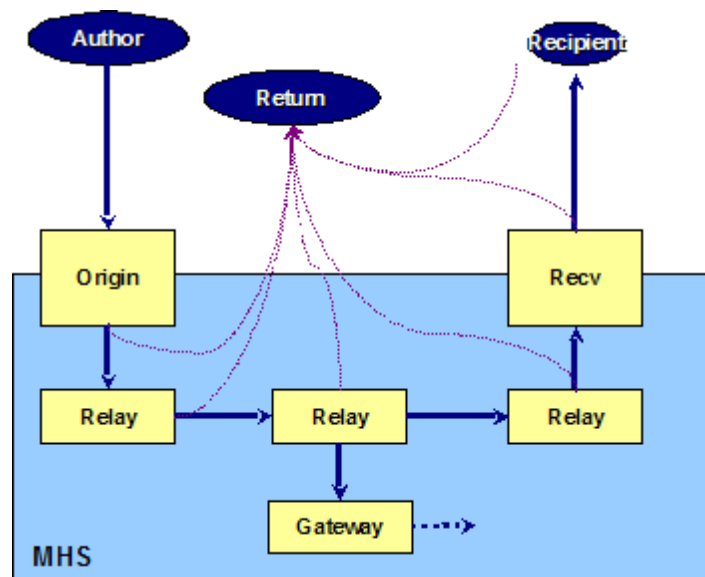 Author
Recipient
Return
Origin
Recv
Relay
Relay
Relay
Gateway
MHS